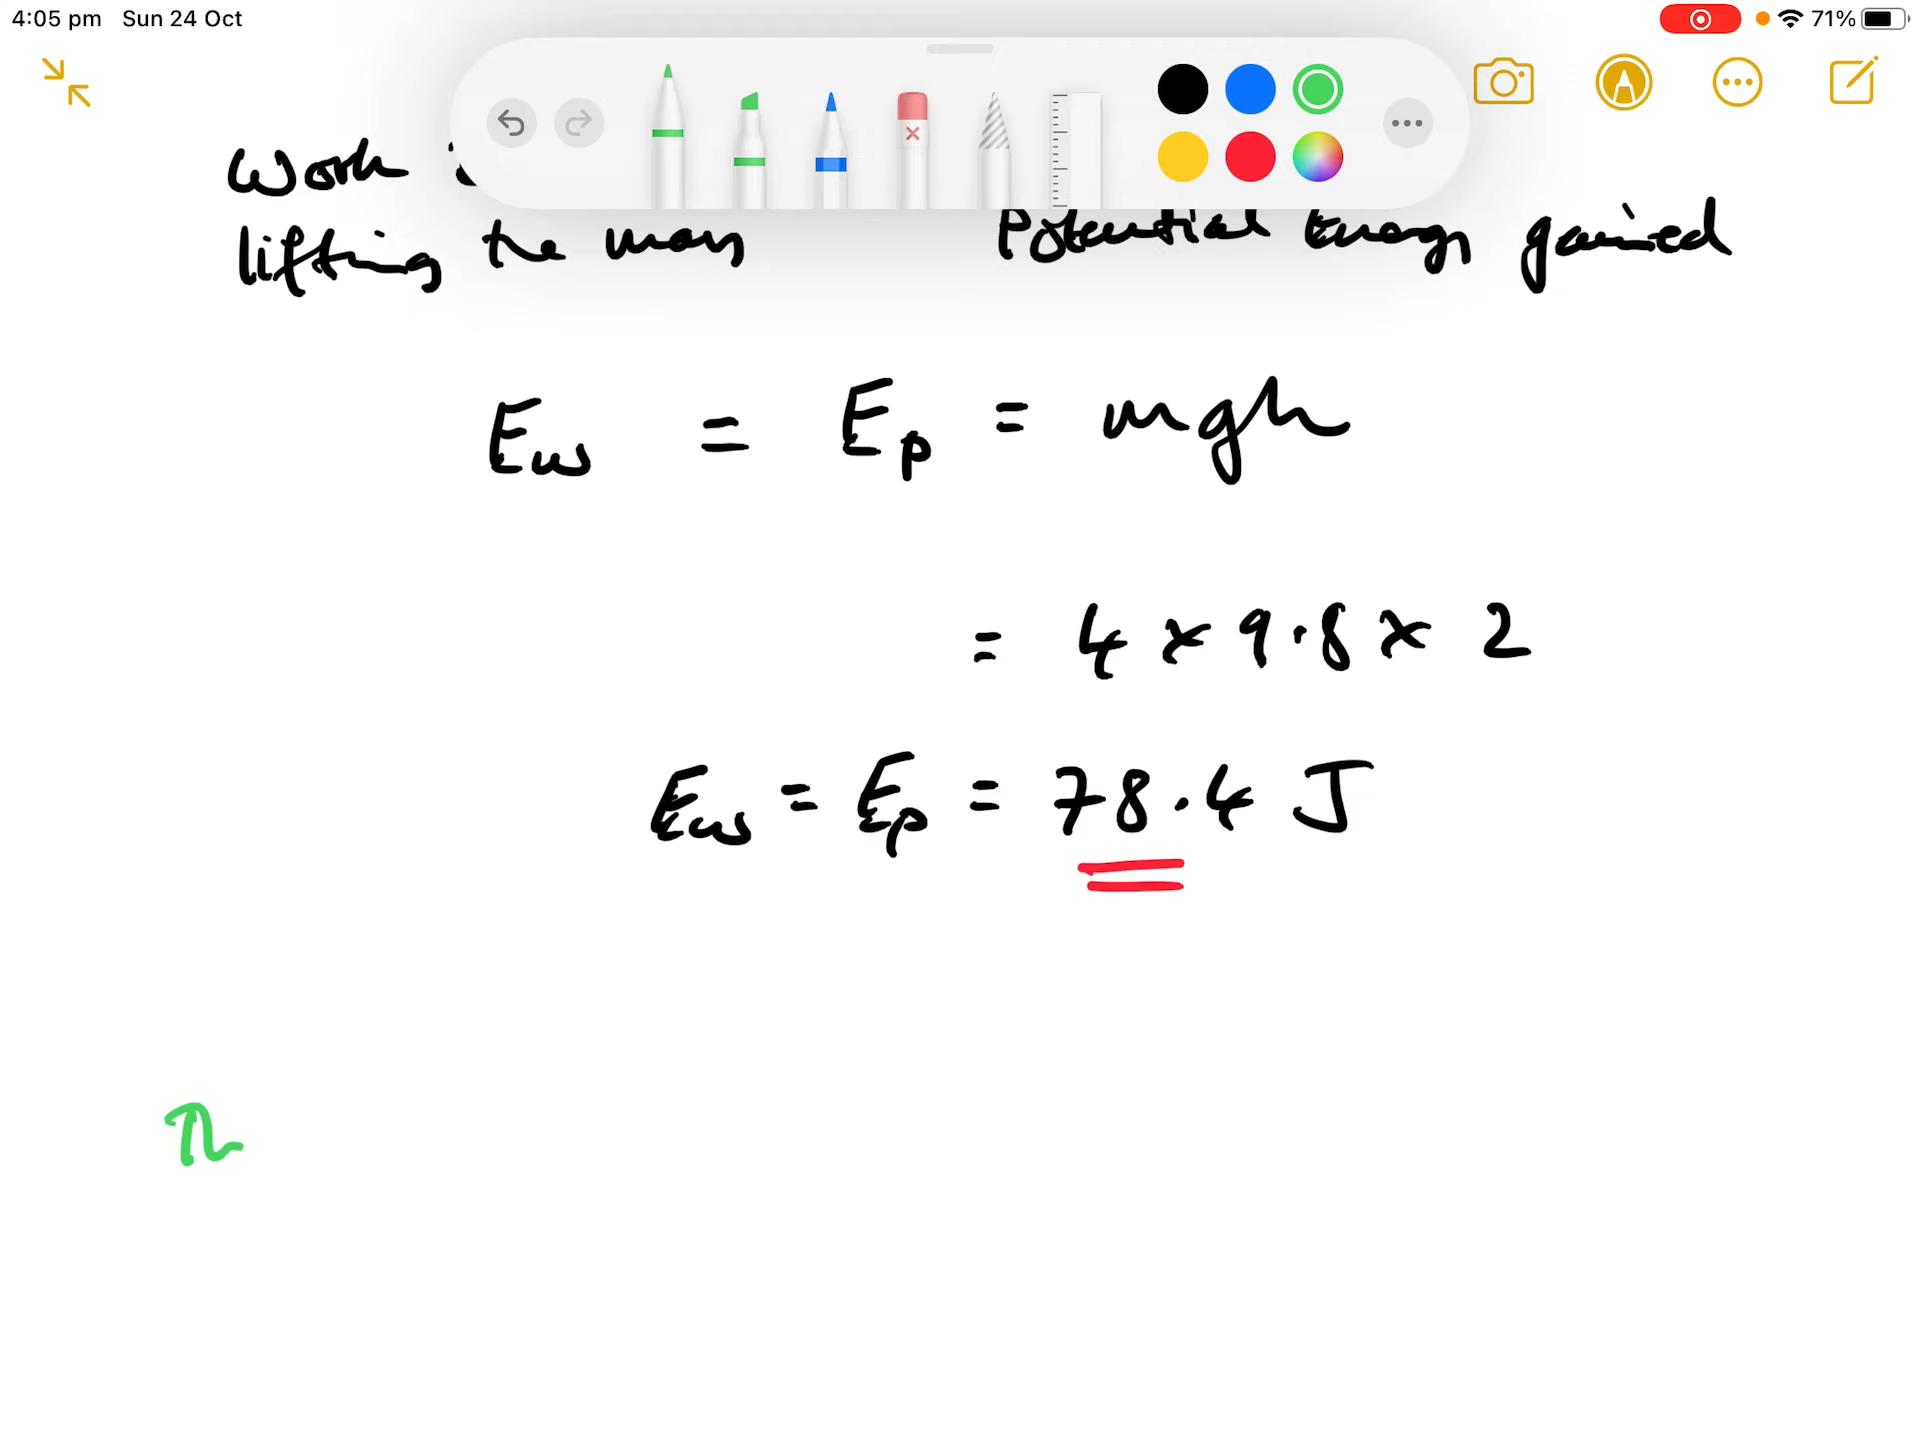 4:05 pm Sun 24 Oct 71%
Work
lifting the mass Potential Energy gained
Ew = Ep = mgh
= 4 × 9.8 × 2
Ew = Ep = 78.4 J
Th